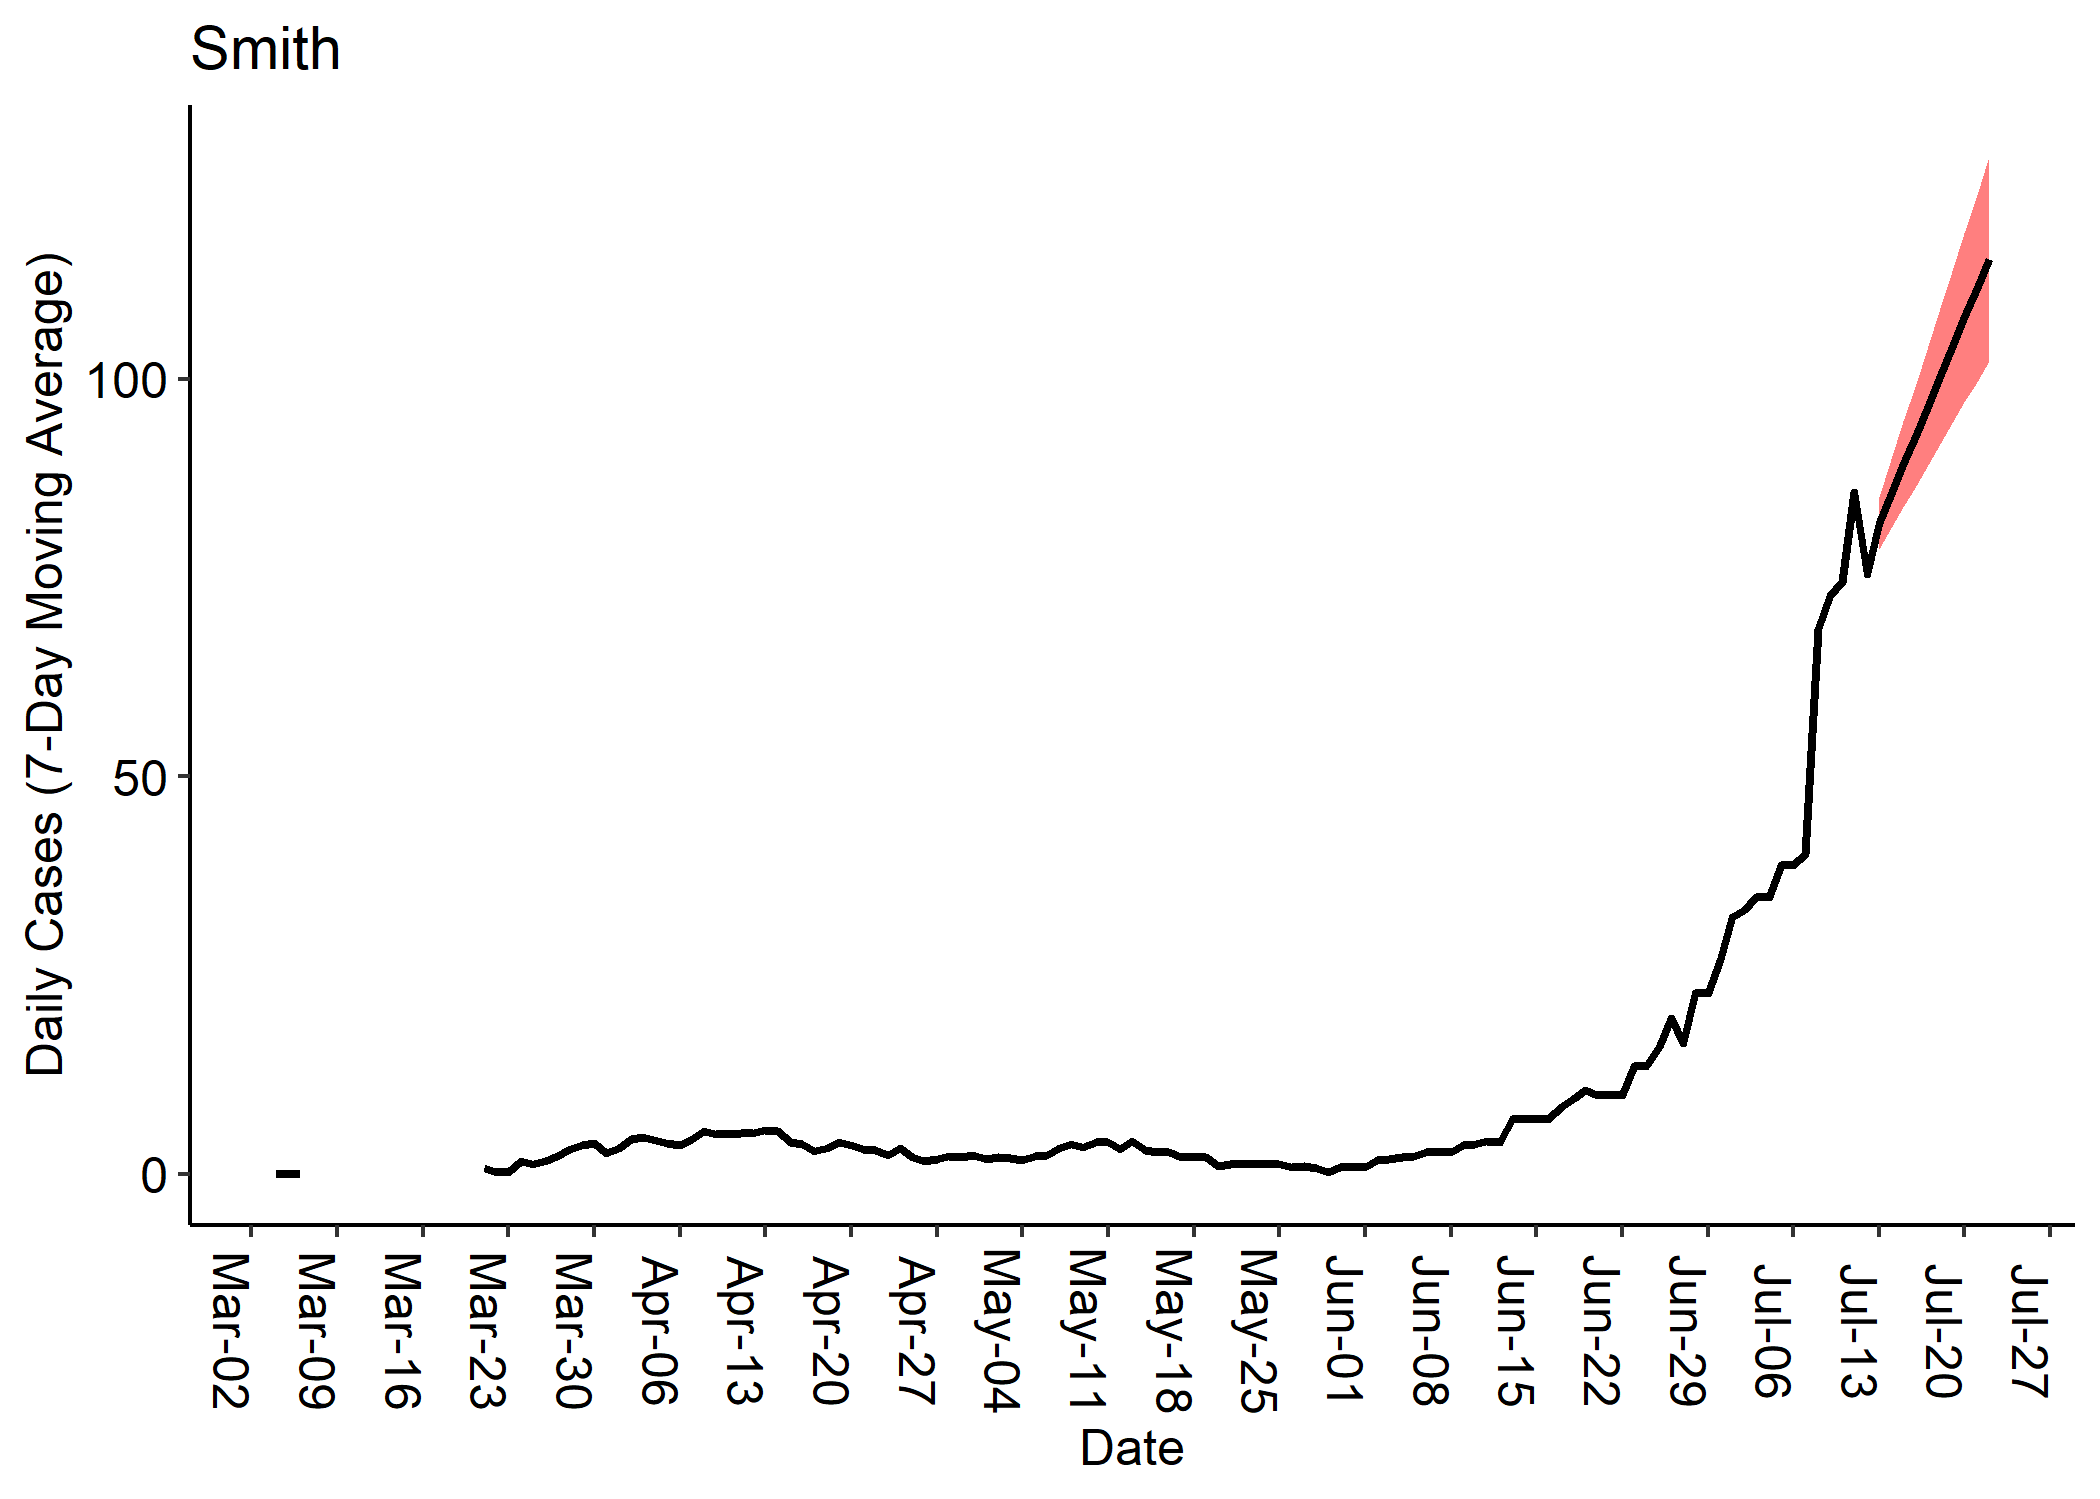 Smith
Daily Cases (7-Day Moving Average)
100
50
0
Mar-02
Mar-09
Mar-16
Mar-23
Mar-30
Apr-06
Apr-13
Apr-20
Apr-27
May-04
May-11
May-18
May-25
Jun-01
Jun-08
Jun-15
Jun-22
Jun-29
Jul-06
Jul-13
Jul-20
Jul-27
Date